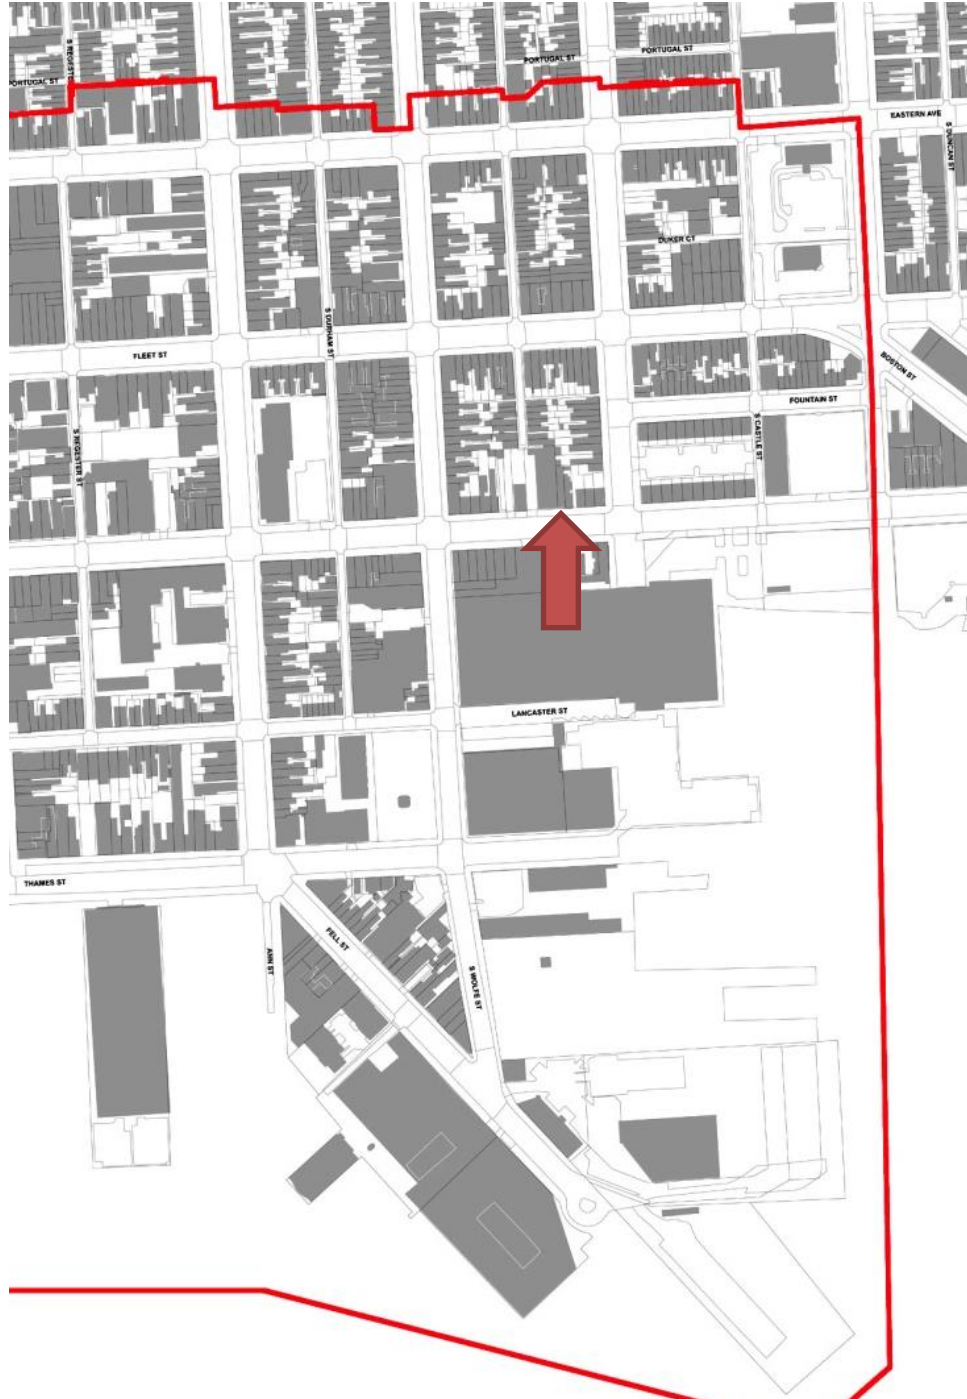 S REGESTER
PORTUGAL ST
PORTUGAL ST
PORTUGAL ST
EASTERN AVE
S DUNCAN ST
DUKER CT
S DURHAM ST
FLEET ST
BOSTON ST
FOUNTAIN ST
S CASTLE ST
S REGESTER ST
LANCASTER ST
THAMES ST
FELL ST
ANN ST
S WOLFE ST